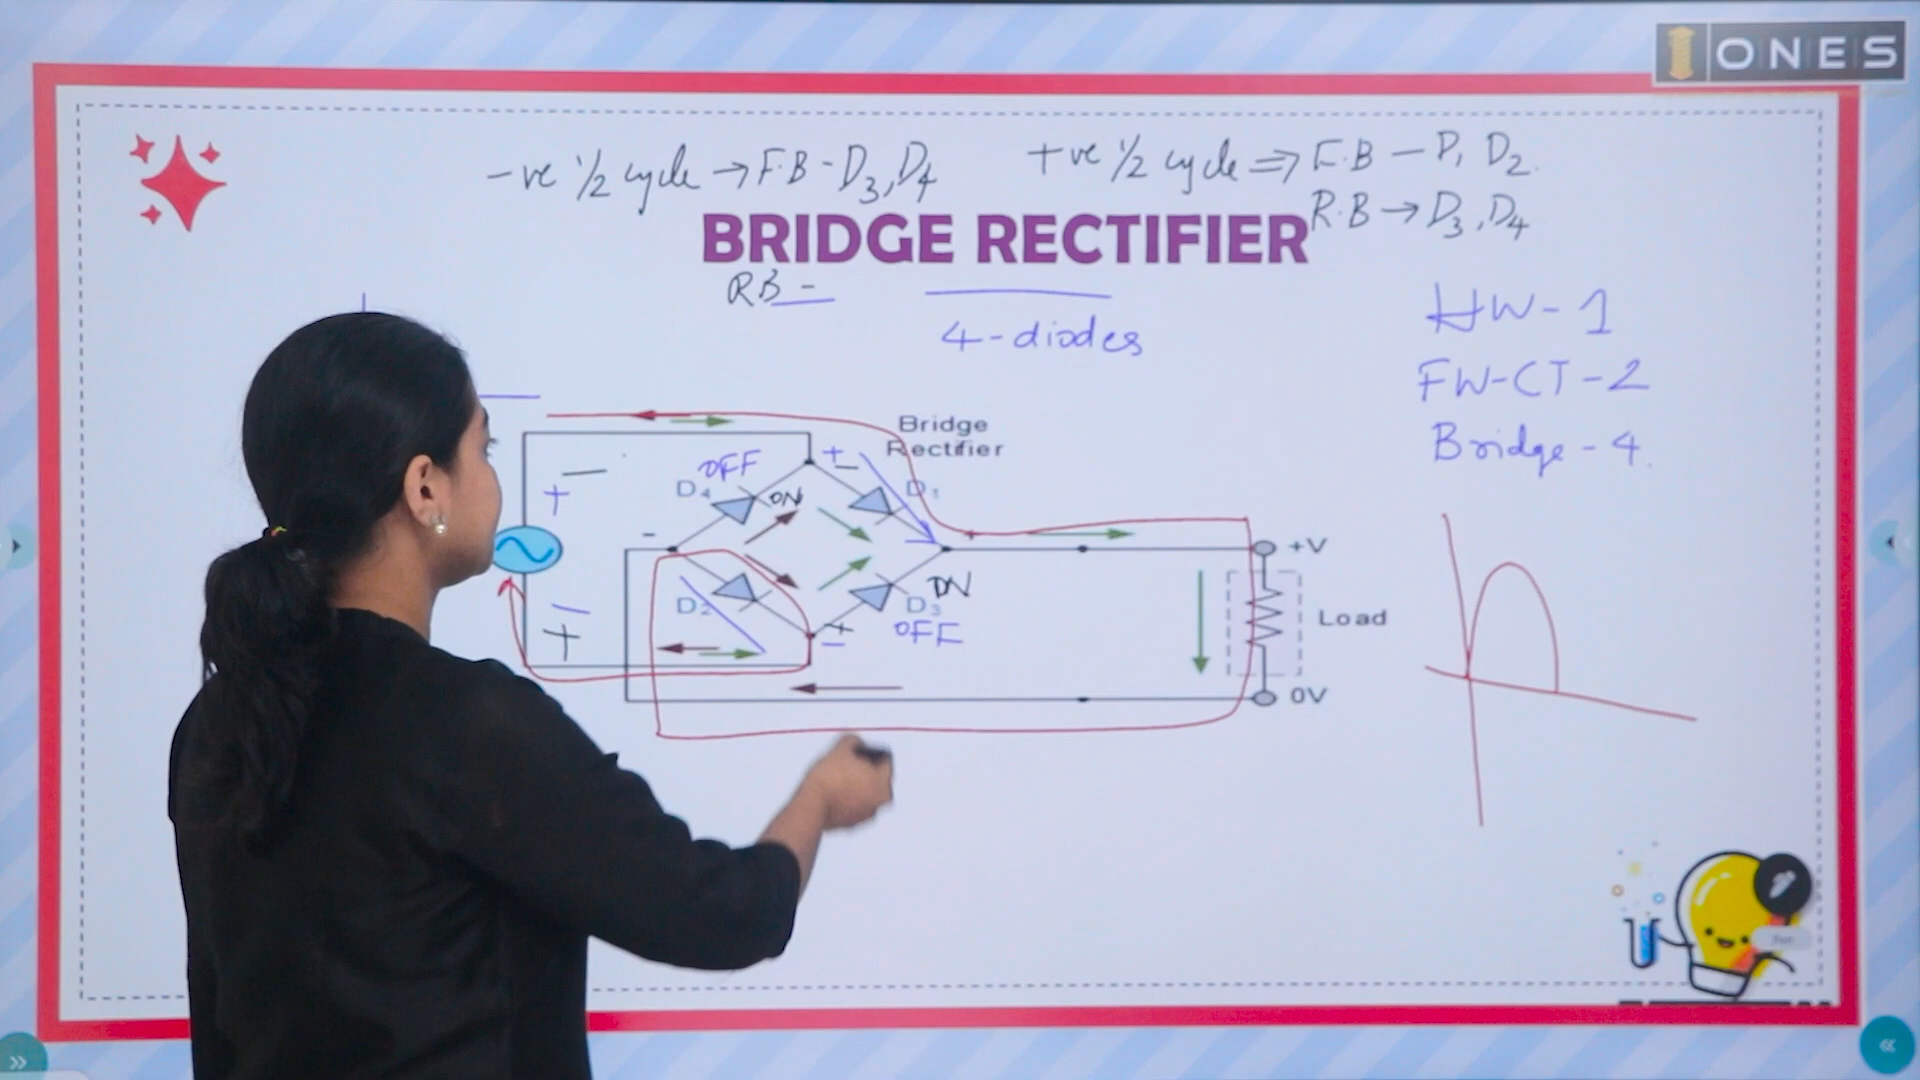 ONES
-ve 1/2 cycle → F.B - D3, D4
+ve 1/2 cycle ⇒ F.B - D1 D2
R.B → D3, D4
BRIDGE RECTIFIER
RB -
4-diodes
HW-1
FW-CT-2
Bridge-4
Bridge
Rectifier
+ -
OFF
D4
ON
D1
-
+
+
-
+V
D2
DN
D3
OFF
Load
-
+
+
-
0V